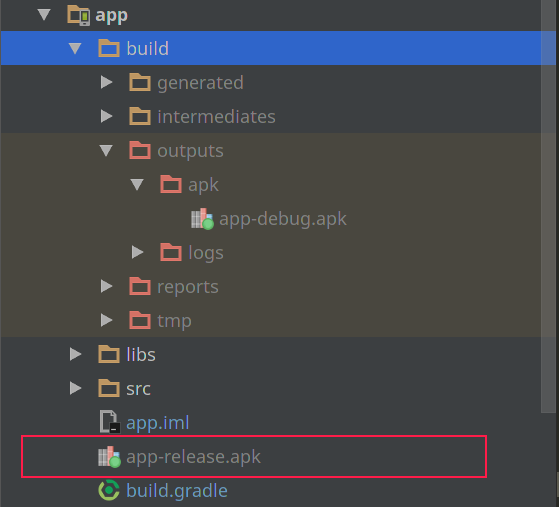 app
build
generated
intermediates
outputs
apk
app-debug.apk
logs
reports
tmp
libs
src
app.iml
app-release.apk
build.gradle